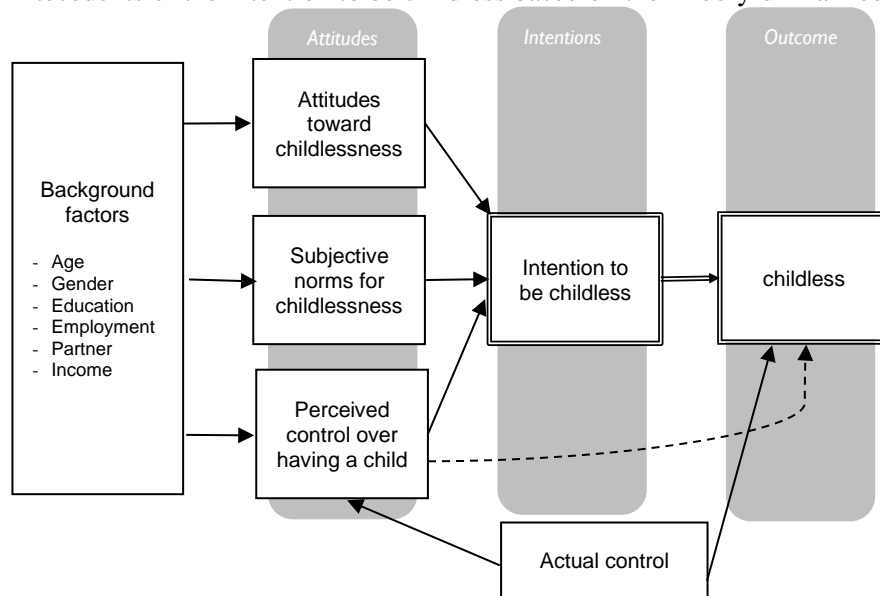 Attitudes
Intentions
Outcome
Background
factors
- Age
- Gender
- Education
- Employment
- Partner
- Income
Attitudes
toward
childlessness
Subjective
norms for
childlessness
Perceived
control over
having a child
Intention to
be childless
childless
Actual control